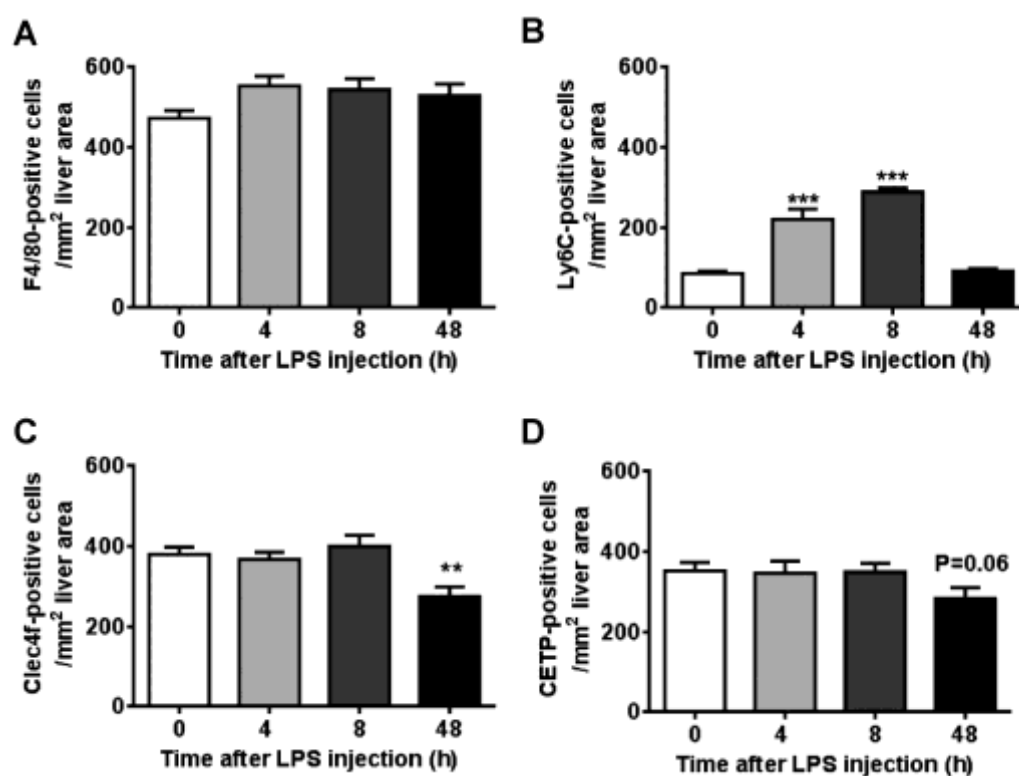 A
F4/80-positive cells
/mm² liver area
600
400
200
0
0 4 8 48
Time after LPS injection (h)
B
Ly6C-positive cells
/mm² liver area
600
400
200
0
*** ***
0 4 8 48
Time after LPS injection (h)
C
Clec4f-positive cells
/mm² liver area
600
400
200
0
**
0 4 8 48
Time after LPS injection (h)
D
CETP-positive cells
/mm² liver area
600
400
200
0
P=0.06
0 4 8 48
Time after LPS injection (h)